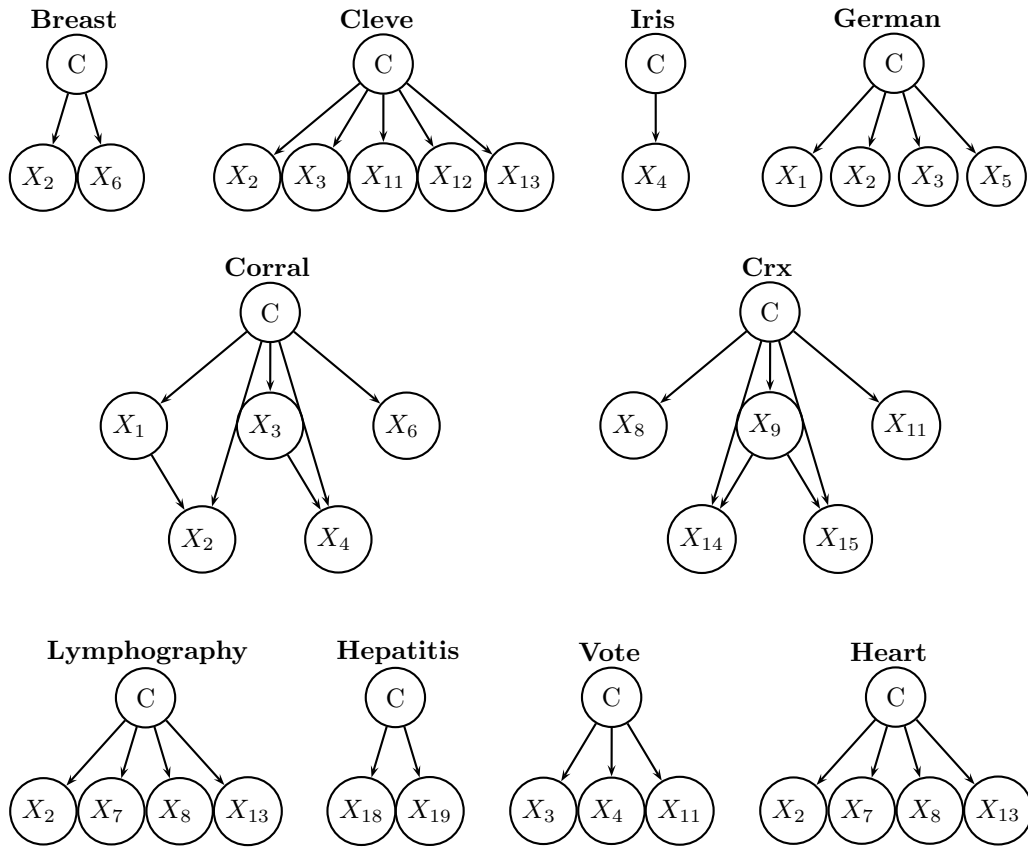 Breast Cleve Iris German
C C C C
X2 X6 X2 X3 X11 X12 X13 X4 X1 X2 X3 X5
Corral Crx
C C
X1 X3 X6 X8 X9 X11
X2 X4 X14 X15
Lymphography Hepatitis Vote Heart
C C C C
X2 X7 X8 X13 X18 X19 X3 X4 X11 X2 X7 X8 X13